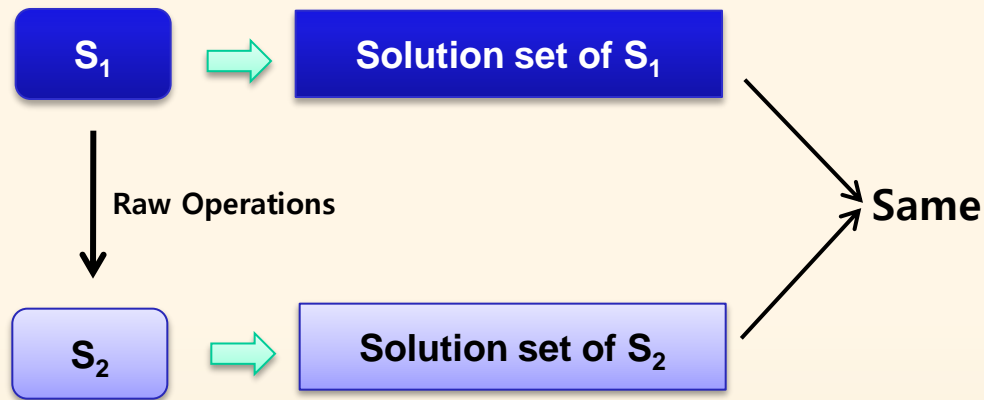 S₁
Solution set of S₁
Raw Operations
Same
S₂
Solution set of S₂